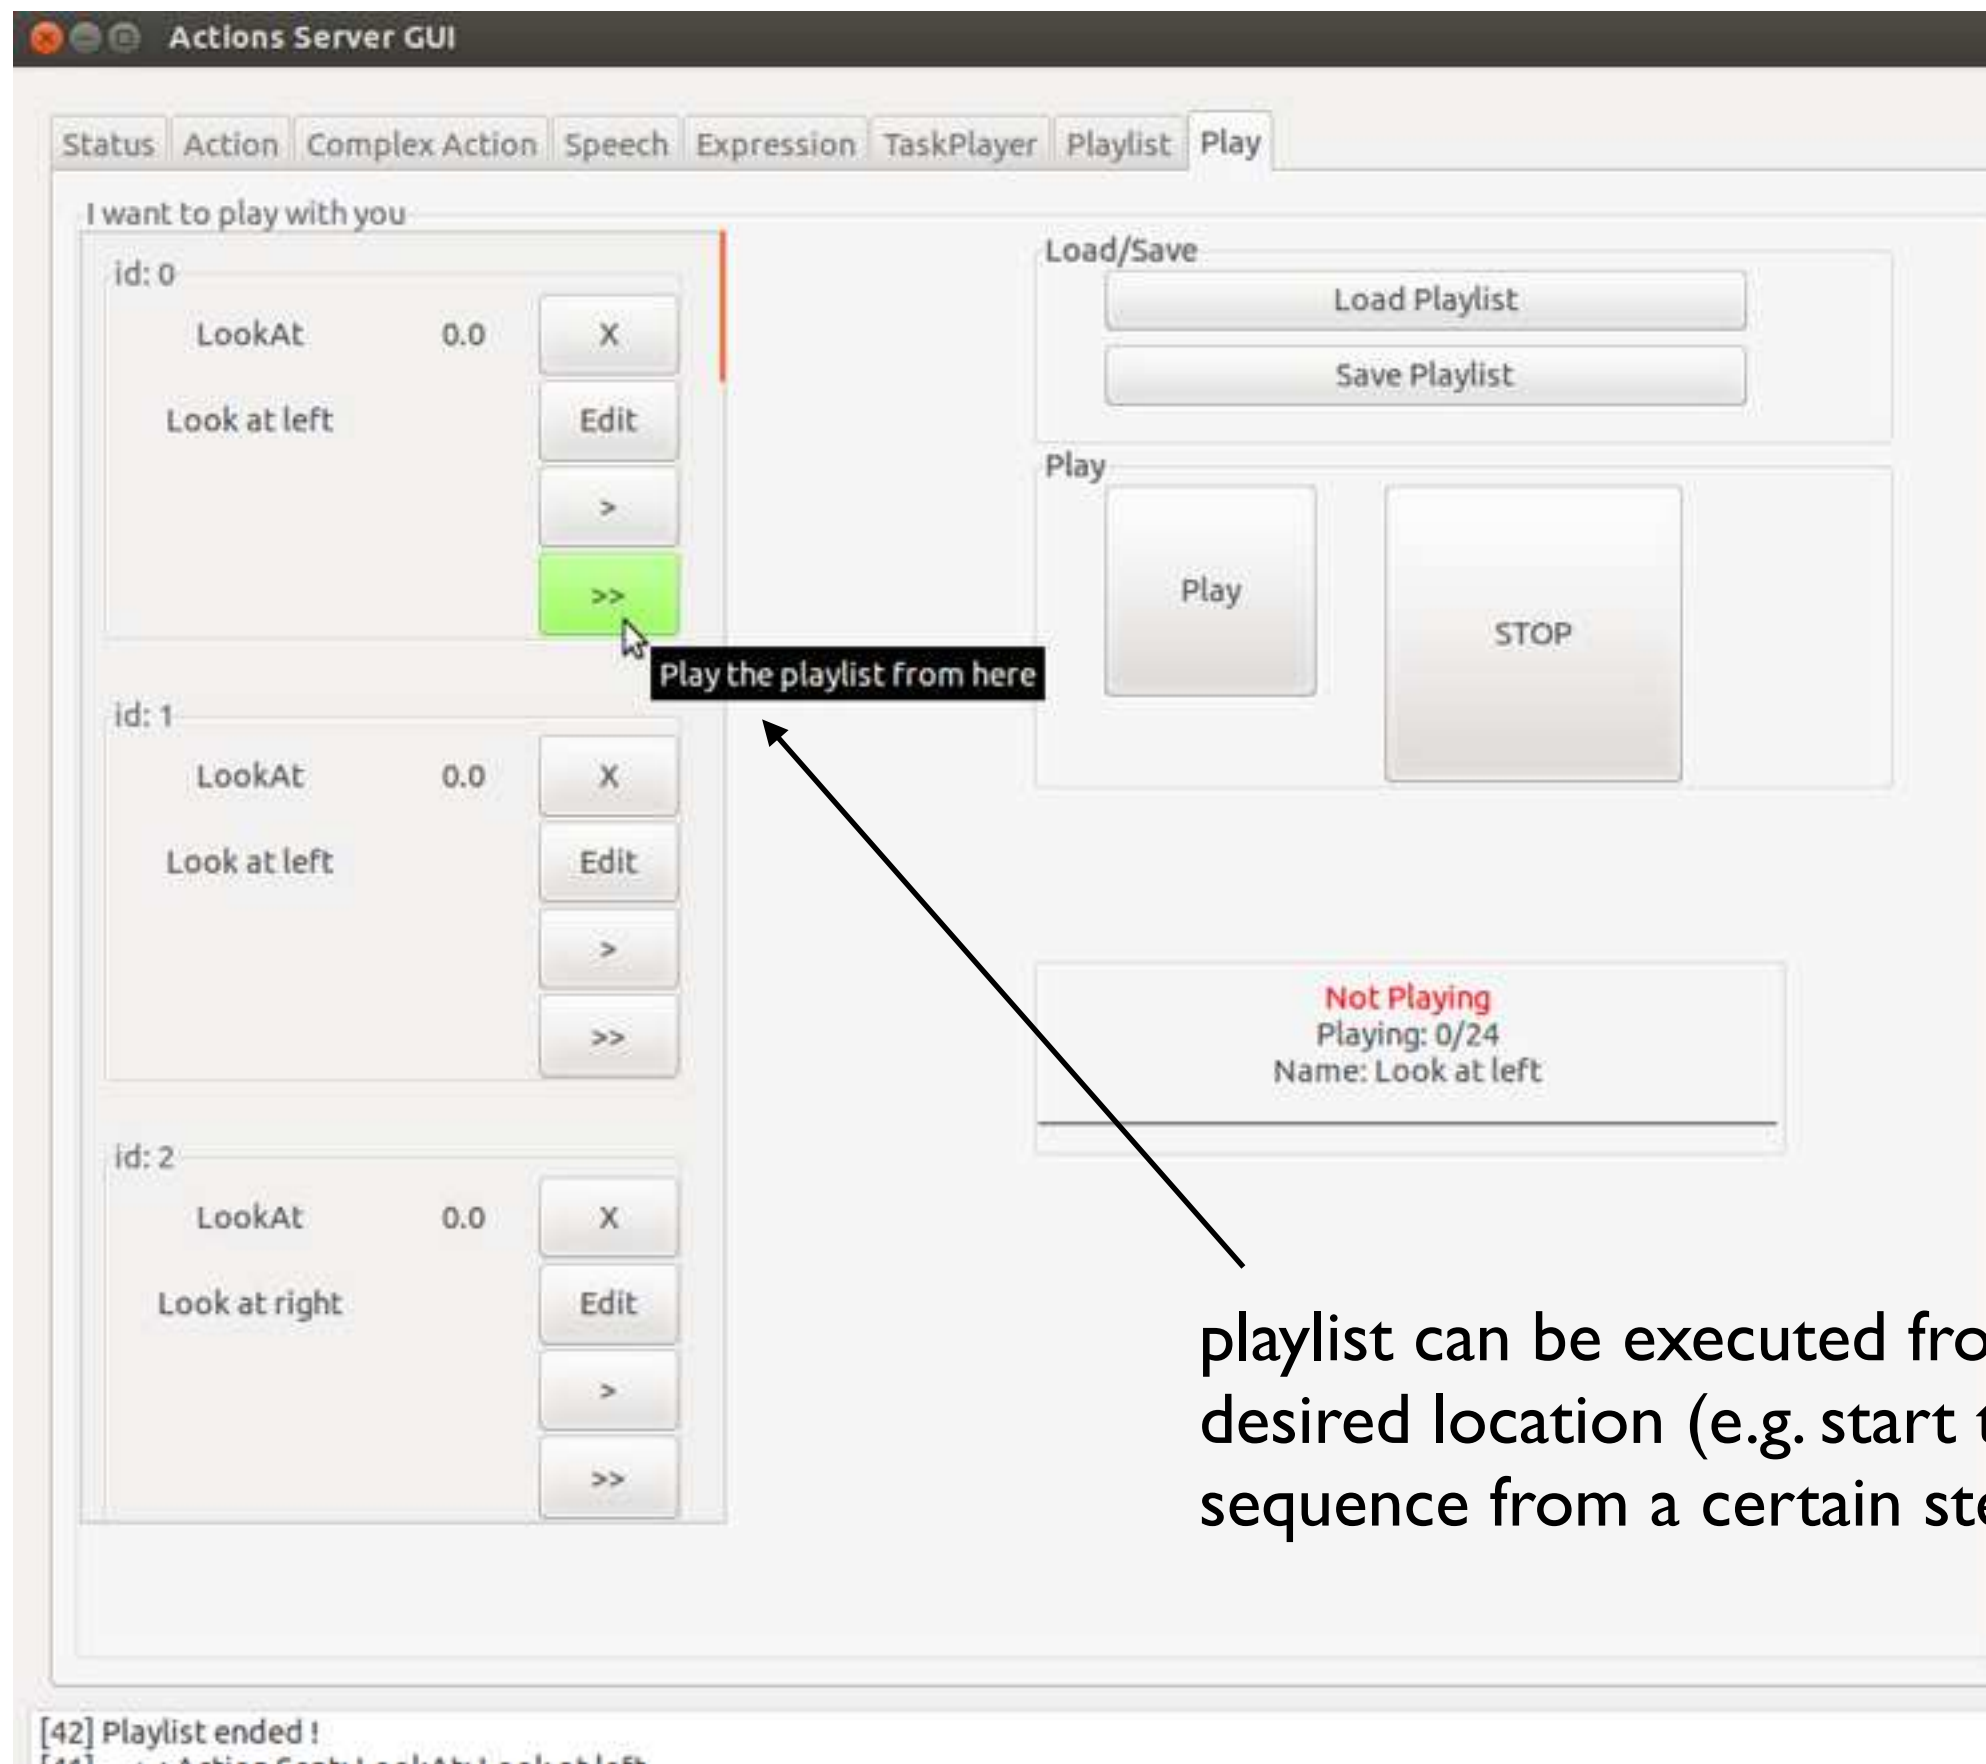 Actions Server GUI
Status Action Complex Action Speech Expression TaskPlayer Playlist Play
I want to play with you
id: 0
LookAt 0.0 X
Look at left Edit
>
>>
Play the playlist from here
id: 1
LookAt 0.0 X
Look at left Edit
>
>>
id: 2
LookAt 0.0 X
Look at right Edit
>
>>
Load/Save
Load Playlist
Save Playlist
Play
Play STOP
Not Playing
Playing: 0/24
Name: Look at left
playlist can be executed
desired location (e.g. start
sequence from a certain
[42] Playlist ended !